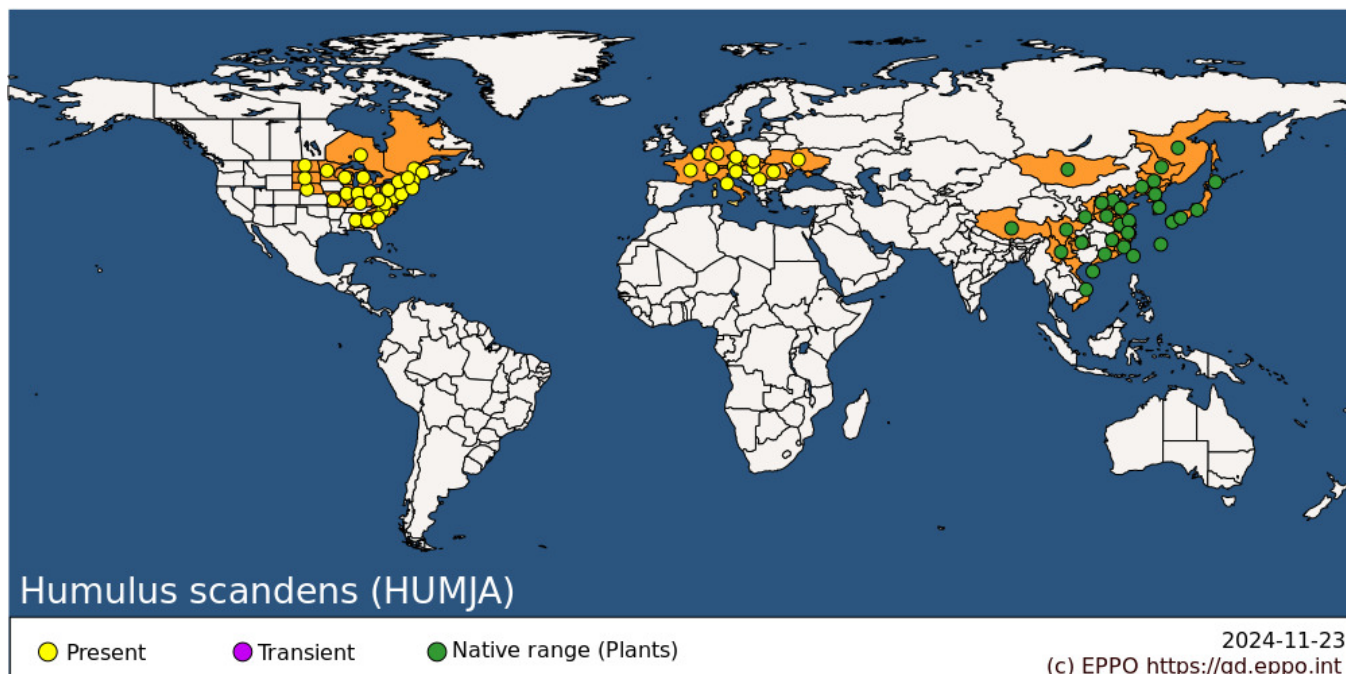 Humulus scandens (HUMJA)
Present
Transient
Native range (Plants)
2024-11-23
(c) EPPO https://gd.eppo.int